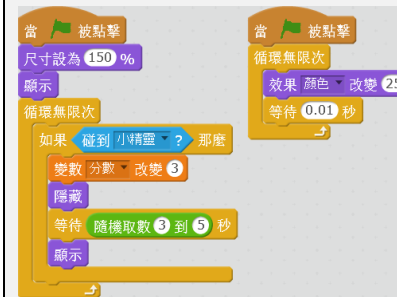 當 被點擊
尺寸設為 150 %
顯示
循環無限次
如果 碰到 小精靈 ? 那麼
變數 分數 改變 3
隱藏
等待 隨機取數 3 到 5 秒
顯示
當 被點擊
循環無限次
效果 顏色 改變
等待 0.01 秒